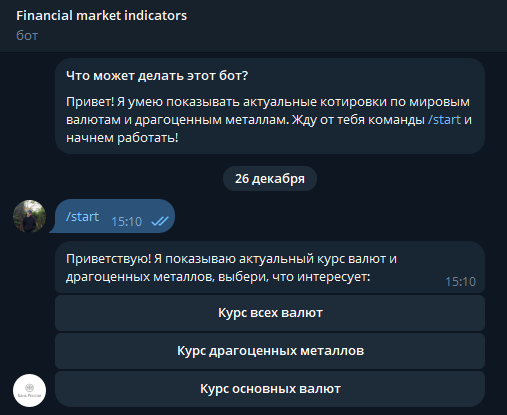 Financial market indicators
бот
Что может делать этот бот?
Привет! Я умею показывать актуальные котировки по мировым
валютам и драгоценным металлам. Жду от тебя команды /start и
начнем работать!
26 декабря
/start 15:10
Приветствую! Я показываю актуальный курс валют и
драгоценных металлов, выбери, что интересует:
15:10
Курс всех валют
Курс драгоценных металлов
Курс основных валют
Банк России